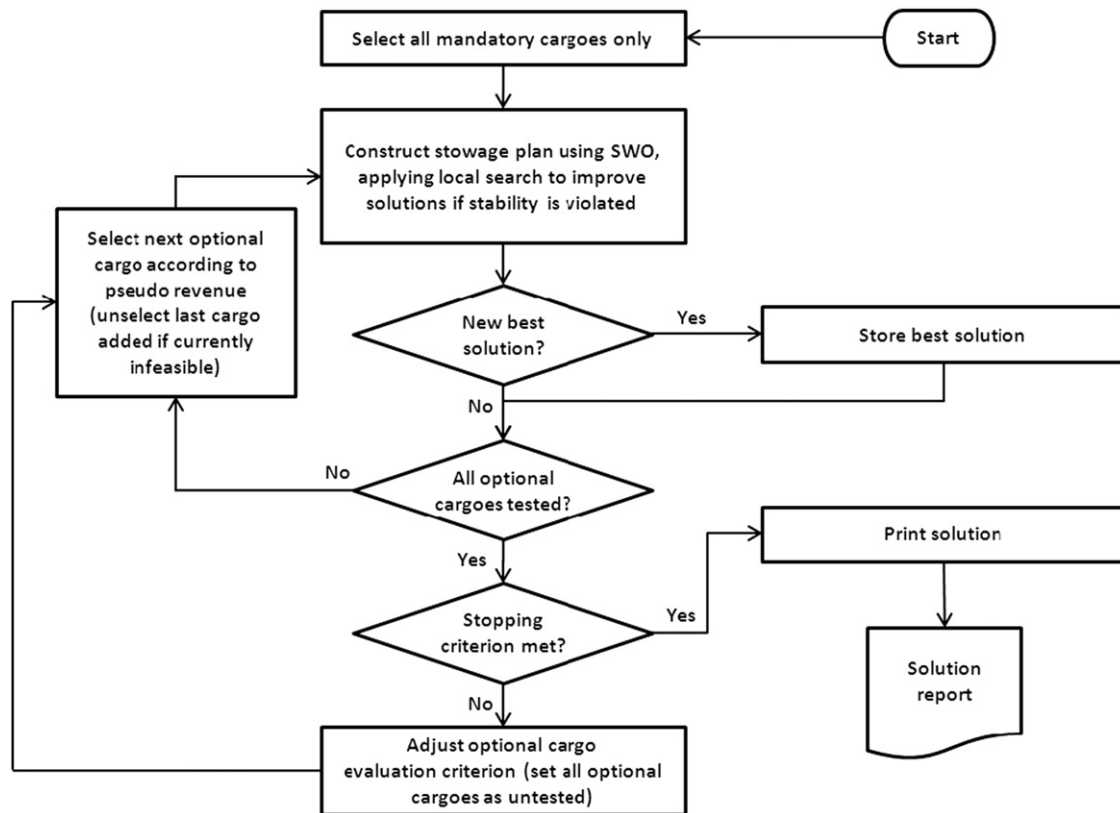 Select all mandatory cargoes only
Start
Construct stowage plan using SWO,
applying local search to improve
solutions if stability is violated
Select next optional
cargo according to
pseudo revenue
(unselect last cargo
added if currently
infeasible)
New best
solution?
Yes
Store best solution
No
All optional
cargoes tested?
No
Yes
Print solution
Stopping
criterion met?
Yes
Solution
report
No
Adjust optional cargo
evaluation criterion (set all optional
cargoes as untested)